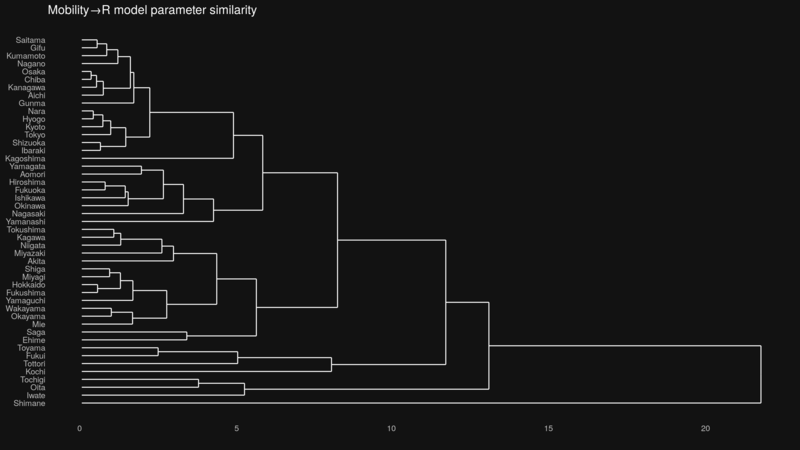 Mobility→R model parameter similarity
Saitama
Gifu
Kumamoto
Nagano
Osaka
Chiba
Kanagawa
Aichi
Gunma
Nara
Hyogo
Kyoto
Tokyo
Shizuoka
Ibaraki
Kagoshima
Yamagata
Aomori
Hiroshima
Fukuoka
Ishikawa
Okinawa
Nagasaki
Yamanashi
Tokushima
Kagawa
Niigata
Miyazaki
Akita
Shiga
Miyagi
Hokkaido
Fukushima
Yamaguchi
Wakayama
Okayama
Mie
Saga
Ehime
Toyama
Fukui
Tottori
Kochi
Tochigi
Oita
Iwate
Shimane
0 5 10 15 20